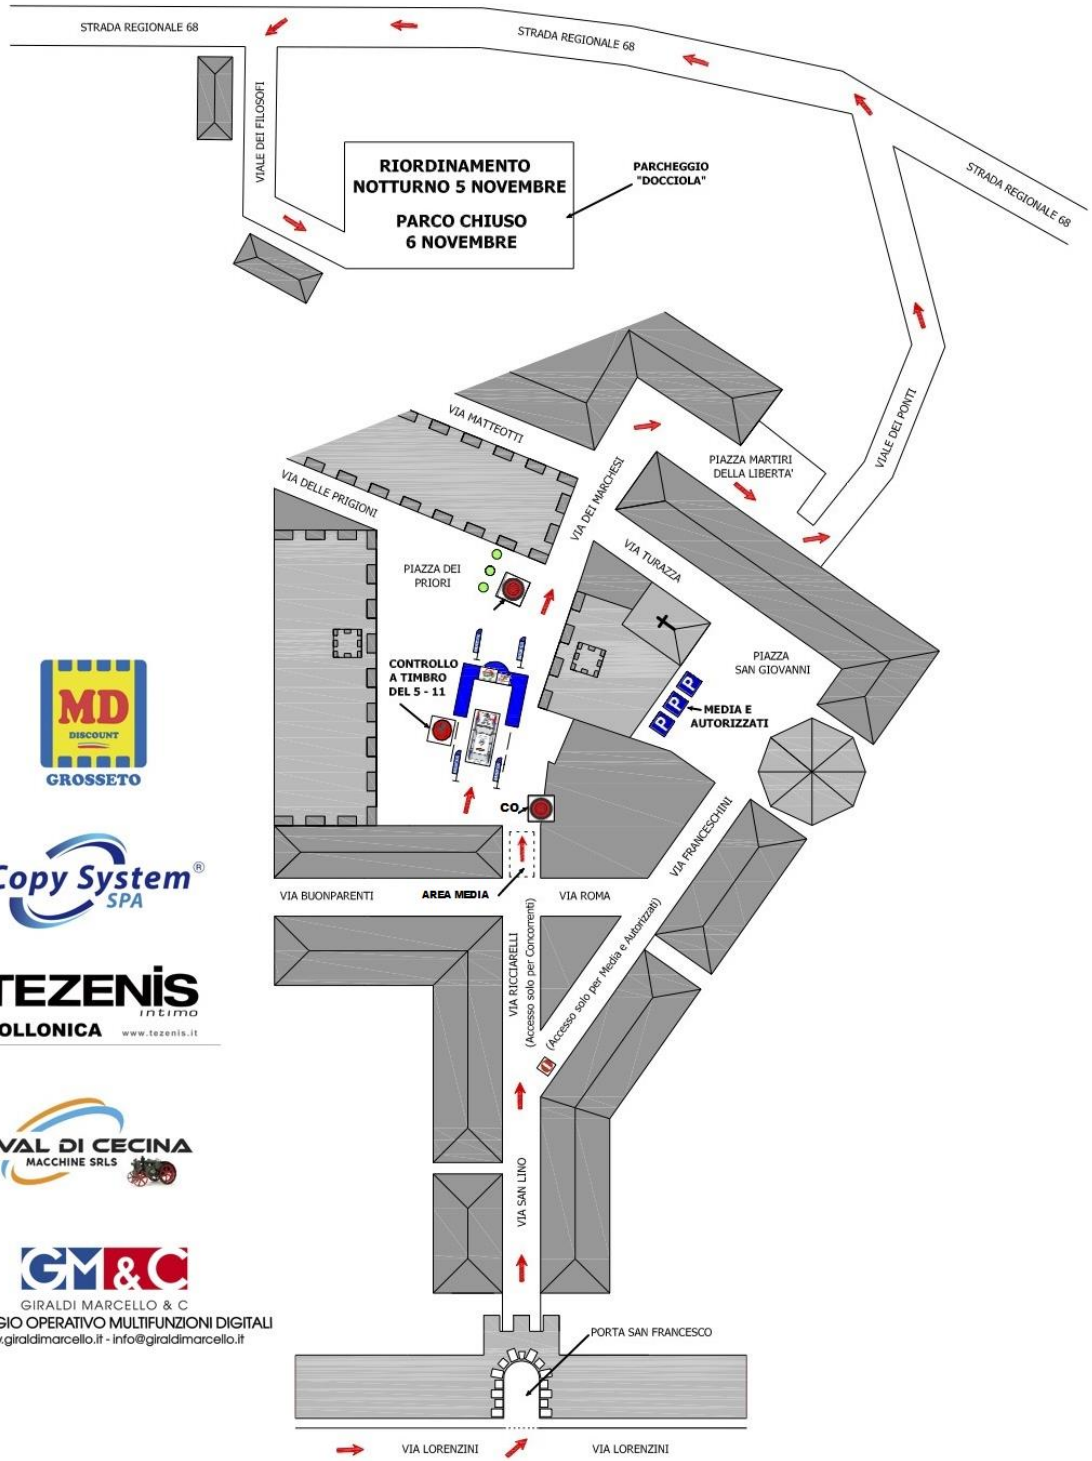 STRADA REGIONALE 68
STRADA REGIONALE 68
STRADA REGIONALE 68
VIALE DEI FILOSOFI
RIORDINAMENTO
NOTTURNO 5 NOVEMBRE
PARCO CHIUSO
6 NOVEMBRE
PARCHEGGIO
"DOCCIOLA"
VIALE DEI PONTI
VIA MATTEOTTI
VIA DELLE PRIGIONI
VIA DEI MARCHESI
PIAZZA MARTIRI
DELLA LIBERTA'
VIA TURAZZA
PIAZZA DEI
PRIORI
PIAZZA
SAN GIOVANNI
CONTROLLO
A TIMBRO
DEL 5 - 11
P P P
MEDIA E
AUTORIZZATI
CO
VIA FRANCESCHINI
VIA BUONPARENTI
AREA MEDIA
VIA ROMA
VIA RICCIARELLI
(Accesso solo per Concorrenti)
(Accesso solo per Media e Autorizzati)
VIA SAN LINO
PORTA SAN FRANCESCO
VIA LORENZINI
VIA LORENZINI
MD
DISCOUNT
GROSSETO
Copy System®
SPA
TEZENIS
intimo
OLLONICA www.tezenis.it
VAL DI CECINA
MACCHINE SRLS
GM&C
GIRALDI MARCELLO & C
GIO OPERATIVO MULTIFUNZIONI DIGITALI
.giraldimarcello.it - info@giraldimarcello.it